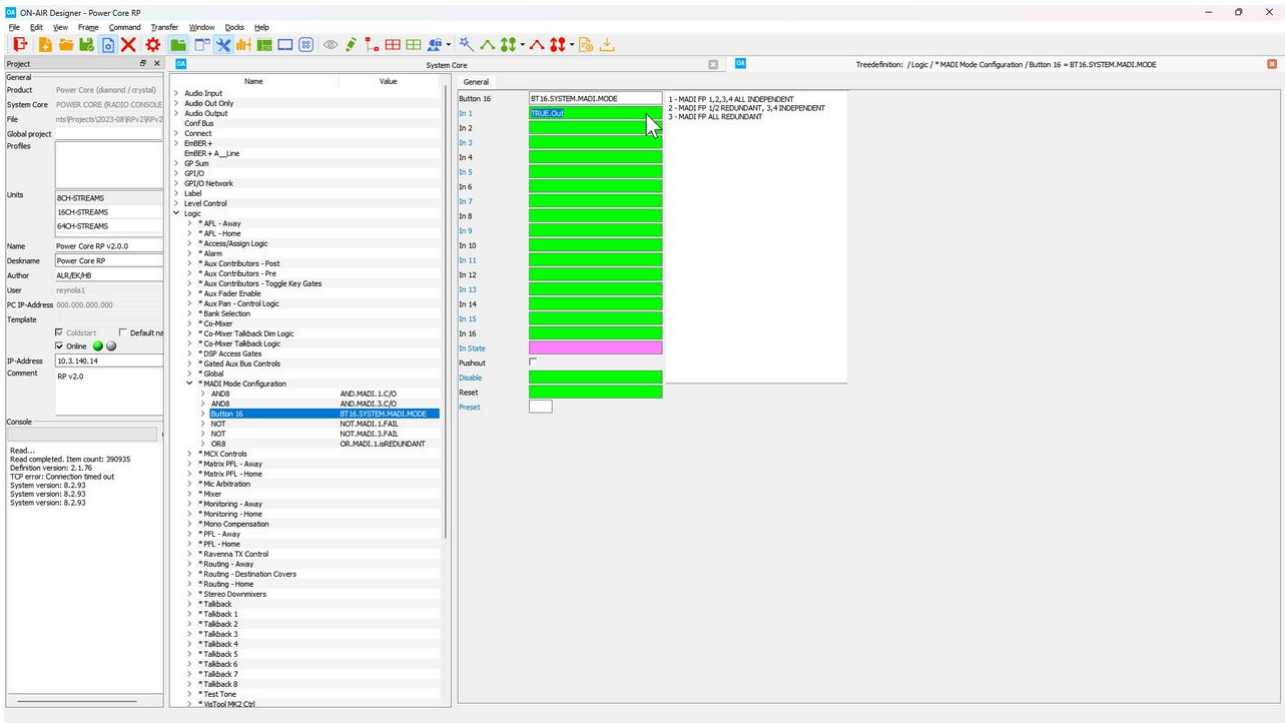 OA ON-AIR Designer - Power Core RP
File Edit View Frame Command Transfer Window Docks Help
Project
General
Product Power Core (diamond / crystal)
System Core POWER CORE (RADIO CONSOLE
File nts\Projects\2023-08\RPv2\RPv2
Global project
Profiles
Units 8CH-STREAMS
16CH-STREAMS
64CH-STREAMS
Name Power Core RP v2.0.0
Deskname Power Core RP
Author ALR/EK/HB
User reynola1
PC IP-Address 000.000.000.000
Template
Coldstart Default na
Online
IP-Address 10.3.140.14
Comment RP v2.0
Console
Read...
Read completed. Item count: 390935
Definition version: 2.1.76
TCP error: Connection timed out
System version: 8.2.93
System version: 8.2.93
System version: 8.2.93
OA System Core
Name Value
Audio Input
Audio Out Only
Audio Output
Conf Bus
Connect
EmBER+
EmBER+ A__Line
GP Sum
GPI/O
GPI/O Network
Label
Level Control
Logic
* AFL - Away
* AFL - Home
* Access/Assign Logic
* Alarm
* Aux Contributors - Post
* Aux Contributors - Pre
* Aux Contributors - Toggle Key Gates
* Aux Fader Enable
* Aux Pan - Control Logic
* Bank Selection
* Co-Mixer
* Co-Mixer Talkback Dim Logic
* Co-Mixer Talkback Logic
* DSP Access Gates
* Gated Aux Bus Controls
* Global
* MADI Mode Configuration
AND8 AND.MADI.1.C/O
AND8 AND.MADI.3.C/O
Button 16 BT16.SYSTEM.MADI.MODE
NOT NOT.MADI.1.FAIL
NOT NOT.MADI.3.FAIL
OR8 OR.MADI.1.isREDUNDANT
* MCX Controls
* Matrix PFL - Away
* Matrix PFL - Home
* Mic Arbitration
* Mixer
* Monitoring - Away
* Monitoring - Home
* Mono Compensation
* PFL - Away
* PFL - Home
* Ravenna TX Control
* Routing - Away
* Routing - Destination Covers
* Routing - Home
* Stereo Downmixers
* Talkback
* Talkback 1
* Talkback 2
* Talkback 3
* Talkback 4
* Talkback 5
* Talkback 6
* Talkback 7
* Talkback 8
* Test Tone
* VisTool MK2 Ctrl
OA Treedefinition: / Logic / * MADI Mode Configuration / Button 16 = BT16.SYSTEM.MADI.MODE
General
Button 16 BT16.SYSTEM.MADI.MODE
In 1 TRUE.Out
In 2
In 3
In 4
In 5
In 6
In 7
In 8
In 9
In 10
In 11
In 12
In 13
In 14
In 15
In 16
In State
Pushout
Disable
Reset
Preset
1 - MADI FP 1,2,3,4 ALL INDEPENDENT
2 - MADI FP 1/2 REDUNDANT, 3,4 INDEPENDENT
3 - MADI FP ALL REDUNDANT